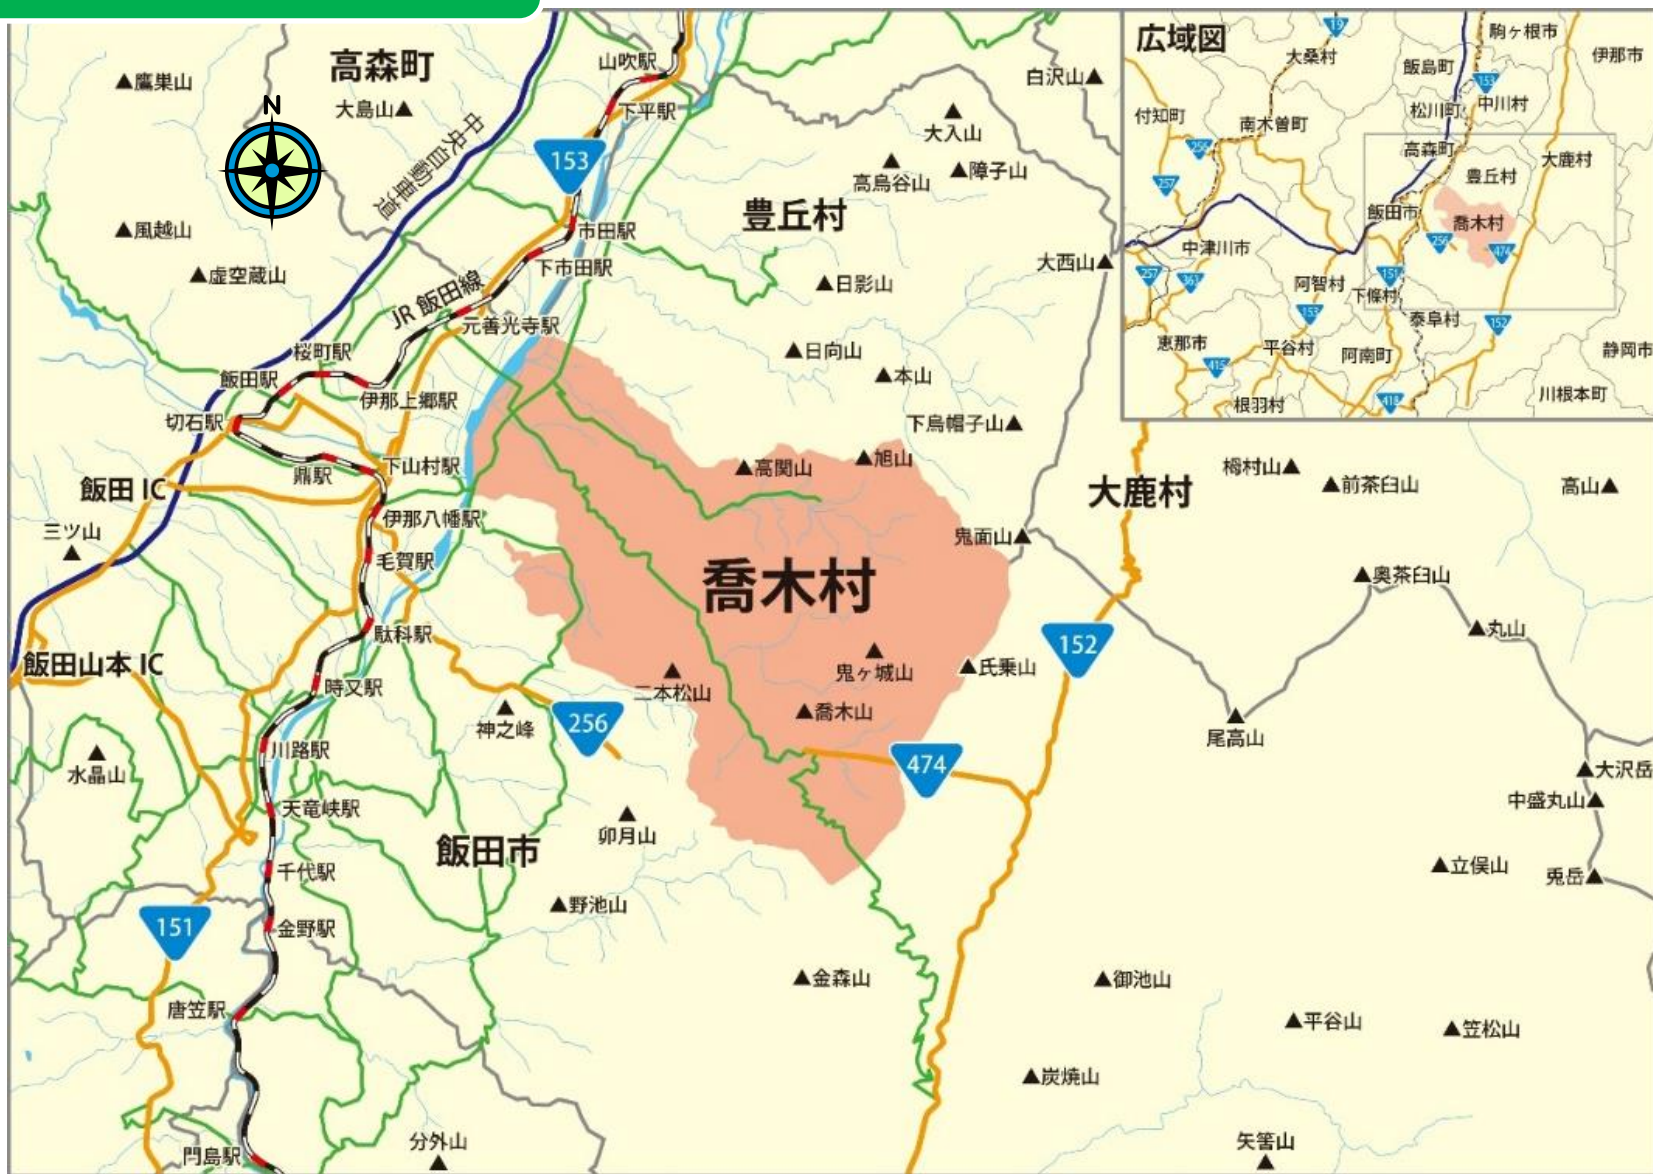 高森町
山吹駅
白沢山
鷹巣山
大島山
N
下平駅
大入山
中央自動車道
153
高鳥谷山
障子山
豊丘村
市田駅
風越山
下市田駅
大西山
虚空蔵山
日影山
JR 飯田線
元善光寺駅
桜町駅
日向山
飯田駅
本山
伊那上郷駅
切石駅
下烏帽子山
下山村駅
旭山
高関山
鼎駅
栂村山
前茶臼山
高山
飯田 IC
大鹿村
伊那八幡駅
三ツ山
鬼面山
毛賀駅
喬木村
奥茶臼山
丸山
駄科駅
152
飯田山本 IC
氏乗山
鬼ヶ城山
時又駅
二本松山
喬木山
神之峰
256
尾高山
川路駅
水晶山
474
大沢岳
中盛丸山
天竜峡駅
卯月山
飯田市
千代駅
立俣山
兎岳
野池山
151
金野駅
金森山
御池山
唐笠駅
平谷山
笠松山
炭焼山
分外山
矢筈山
門島駅
広域図
19
駒ヶ根市
大桑村
伊那市
飯島町
153
中川村
松川町
付知町
南木曽町
256
高森町
大鹿村
豊丘村
257
飯田市
喬木村
256
474
中津川市
257
363
阿智村
151
下條村
153
泰阜村
152
恵那市
平谷村
阿南町
静岡市
415
418
根羽村
川根本町